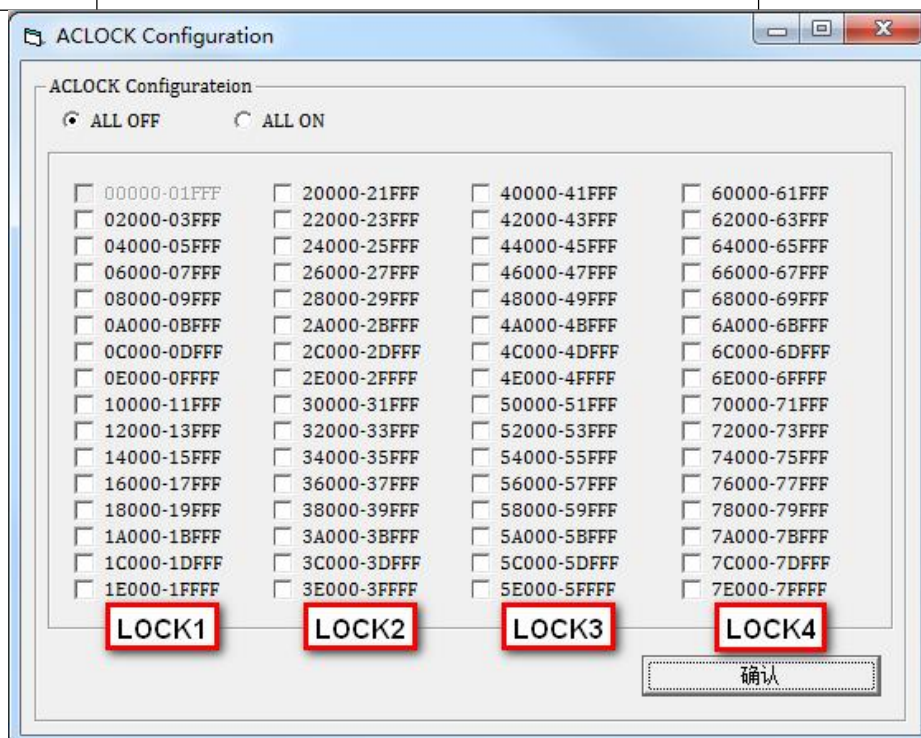 ACLOCK Configuration
ACLOCK Configurateion
ALL OFF ALL ON
00000-01FFF 20000-21FFF 40000-41FFF 60000-61FFF
02000-03FFF 22000-23FFF 42000-43FFF 62000-63FFF
04000-05FFF 24000-25FFF 44000-45FFF 64000-65FFF
06000-07FFF 26000-27FFF 46000-47FFF 66000-67FFF
08000-09FFF 28000-29FFF 48000-49FFF 68000-69FFF
0A000-0BFFF 2A000-2BFFF 4A000-4BFFF 6A000-6BFFF
0C000-0DFFF 2C000-2DFFF 4C000-4DFFF 6C000-6DFFF
0E000-0FFFF 2E000-2FFFF 4E000-4FFFF 6E000-6FFFF
10000-11FFF 30000-31FFF 50000-51FFF 70000-71FFF
12000-13FFF 32000-33FFF 52000-53FFF 72000-73FFF
14000-15FFF 34000-35FFF 54000-55FFF 74000-75FFF
16000-17FFF 36000-37FFF 56000-57FFF 76000-77FFF
18000-19FFF 38000-39FFF 58000-59FFF 78000-79FFF
1A000-1BFFF 3A000-3BFFF 5A000-5BFFF 7A000-7BFFF
1C000-1DFFF 3C000-3DFFF 5C000-5DFFF 7C000-7DFFF
1E000-1FFFF 3E000-3FFFF 5E000-5FFFF 7E000-7FFFF
LOCK1 LOCK2 LOCK3 LOCK4
确认